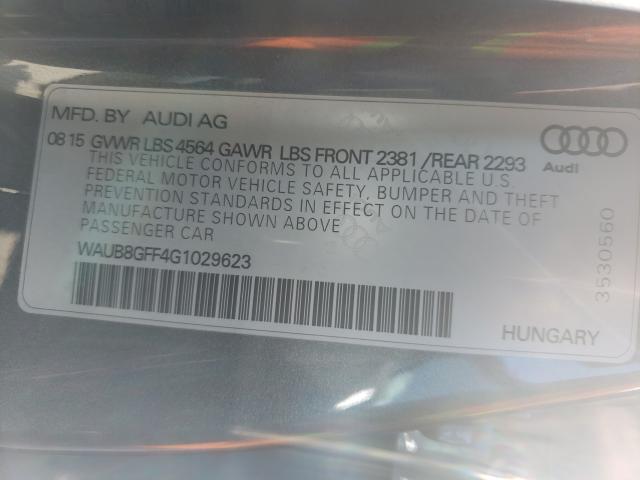 MFD. BY AUDI AG
08 15 GVWR LBS 4564 GAWR LBS FRONT 2381 /REAR 2293
THIS VEHICLE CONFORMS TO ALL APPLICABLE U.S.
FEDERAL MOTOR VEHICLE SAFETY, BUMPER AND THEFT
PREVENTION STANDARDS IN EFFECT ON THE DATE OF
MANUFACTURE SHOWN ABOVE
PASSENGER CAR
WAUB8GFF4G1029623
Audi
3530560
HUNGARY